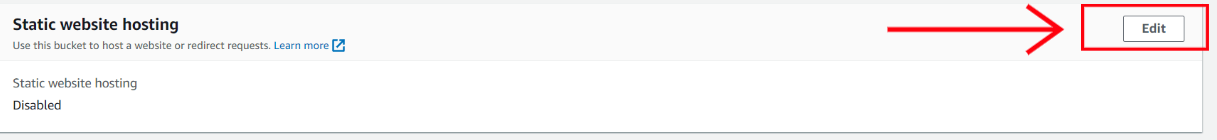 Static website hosting
Edit
Use this bucket to host a website or redirect requests. Learn more
Static website hosting
Disabled